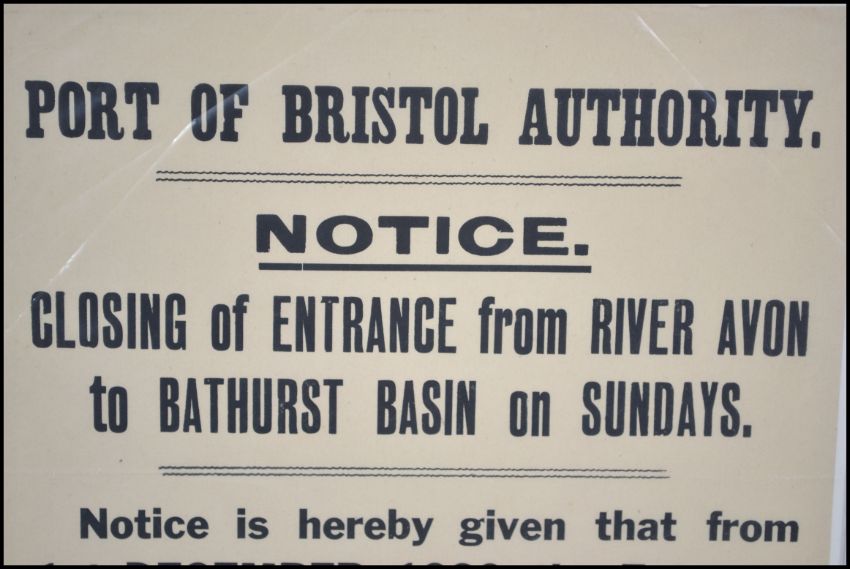 PORT OF BRISTOL AUTHORITY.
NOTICE.
CLOSING of ENTRANCE from RIVER AVON
to BATHURST BASIN on SUNDAYS.
Notice is hereby given that from
DECEMBER